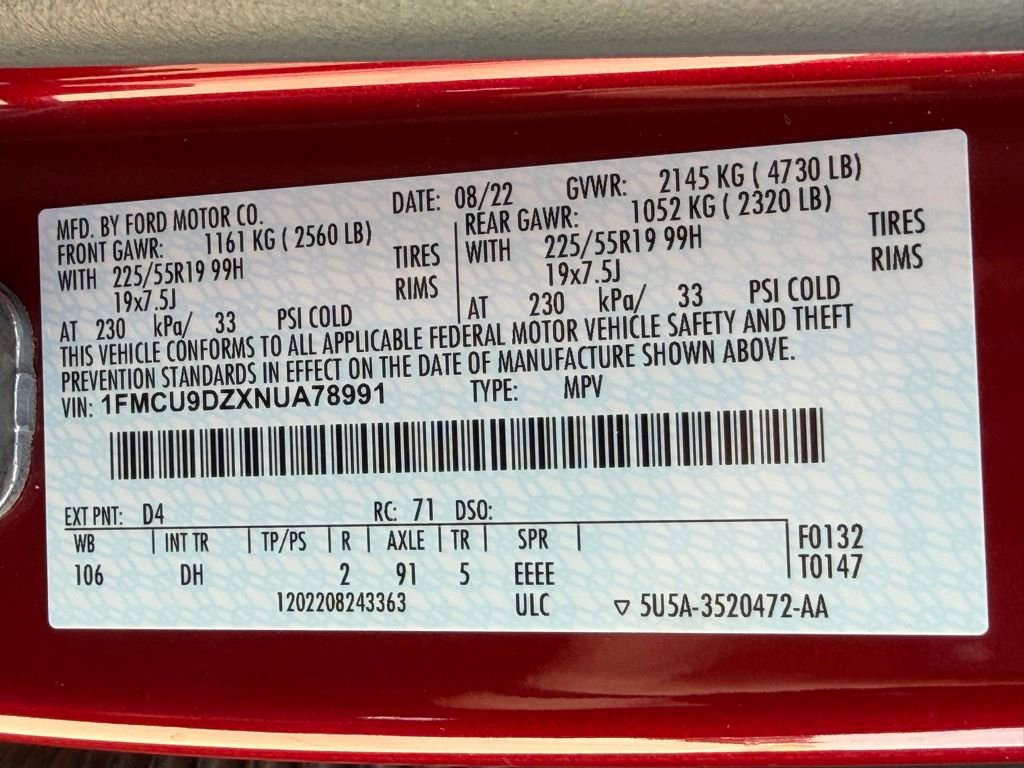 MFD. BY FORD MOTOR CO. DATE: 08/22 GVWR: 2145 KG ( 4730 LB)
FRONT GAWR: 1161 KG ( 2560 LB) REAR GAWR: 1052 KG ( 2320 LB)
WITH 225/55R19 99H TIRES WITH 225/55R19 99H TIRES
19x7.5J RIMS 19x7.5J RIMS
AT 230 kPa/ 33 PSI COLD AT 230 kPa/ 33 PSI COLD
THIS VEHICLE CONFORMS TO ALL APPLICABLE FEDERAL MOTOR VEHICLE SAFETY AND THEFT
PREVENTION STANDARDS IN EFFECT ON THE DATE OF MANUFACTURE SHOWN ABOVE.
VIN: 1FMCU9DZXNUA78991 TYPE: MPV
EXT PNT: D4 RC: 71 DSO:
WB INT TR TP/PS R AXLE TR SPR F0132
106 DH 2 91 5 EEEE T0147
1202208243363 ULC ▽ 5U5A-3520472-AA